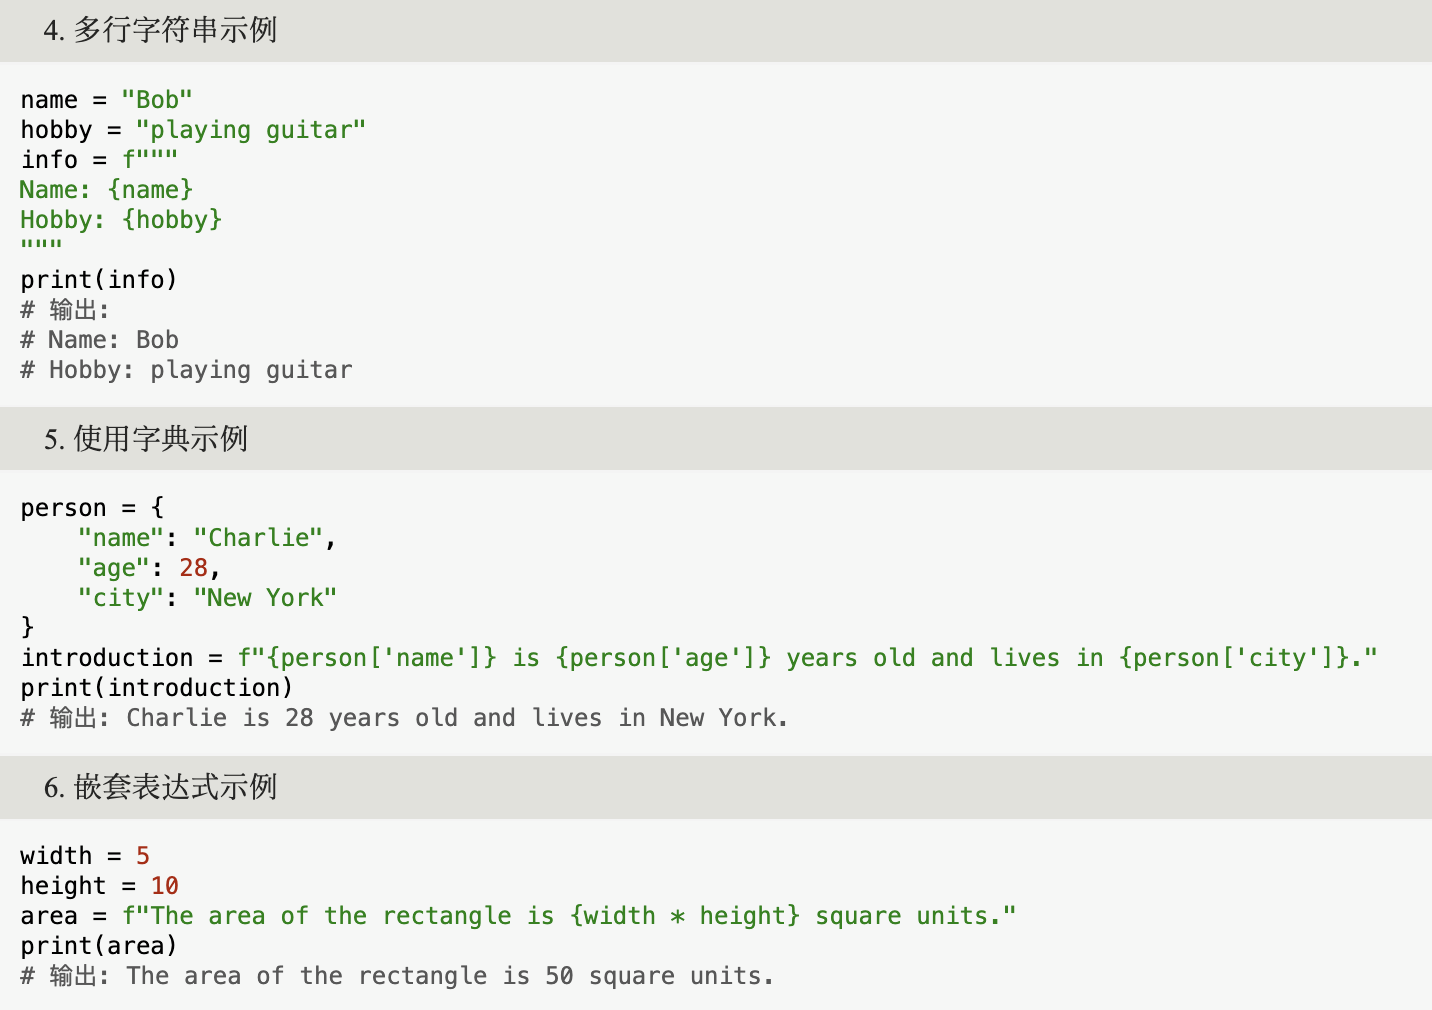 4. 多行字符串示例
name = "Bob"
hobby = "playing guitar"
info = f"""
Name: {name}
Hobby: {hobby}
"""
print(info)
# 输出:
# Name: Bob
# Hobby: playing guitar
5. 使用字典示例
person = {
    "name": "Charlie",
    "age": 28,
    "city": "New York"
}
introduction = f"{person['name']} is {person['age']} years old and lives in {person['city']}."
print(introduction)
# 输出: Charlie is 28 years old and lives in New York.
6. 嵌套表达式示例
width = 5
height = 10
area = f"The area of the rectangle is {width * height} square units."
print(area)
# 输出: The area of the rectangle is 50 square units.